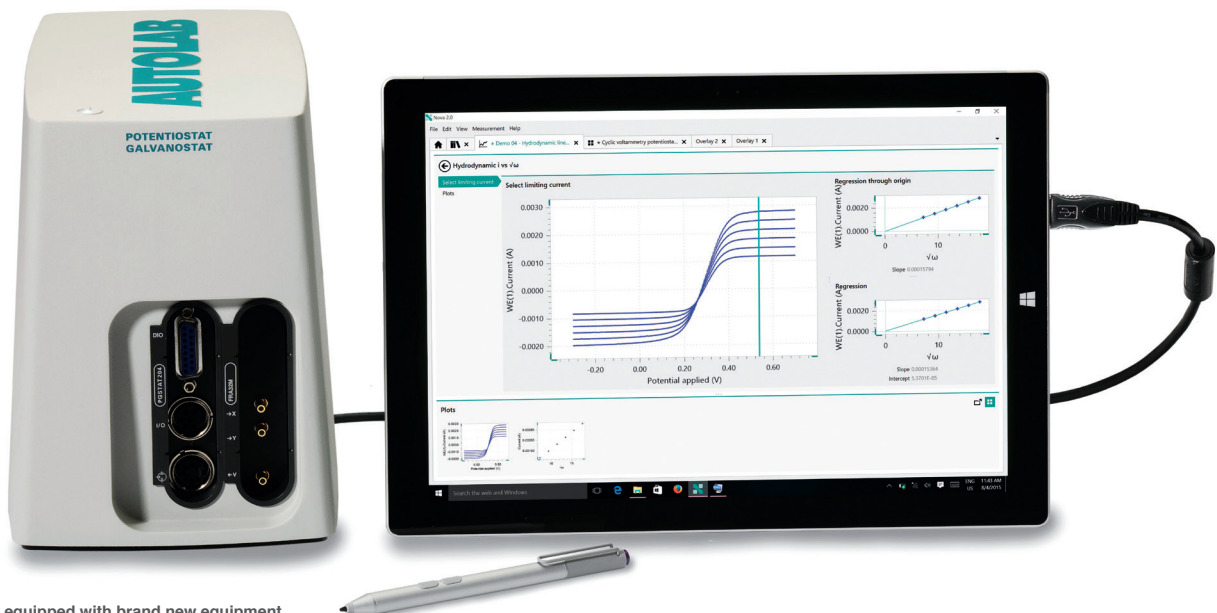 AUTOLAB
POTENTIOSTAT
GALVANOSTAT
DIO
PGSTAT204
FRA32M
I/O
→X
→Y
←V
Nova 2.0
File Edit View Measurement Help
+ Demo 04 - Hydrodynamic line... × + Cyclic voltammetry potentiosta... × Overlay 2 × Overlay 1 ×
Hydrodynamic i vs √ω
Select limiting current
Plots
Select limiting current
0.0030
0.0020
0.0010
0.0000
-0.0010
-0.0020
WE(1).Current (A)
-0.20 0.00 0.20 0.40 0.60
Potential applied (V)
Regression through origin
WE(1).Current (A)
0.0020
0.0000
0 10
√ω
Slope 0.00015794
Regression
WE(1).Current (A)
0.0020
0.0000
0 10
√ω
Slope 0.00015364
Intercept 5.3701E-05
Plots
Potential applied (V)
Search the web and Windows
ENG 11:43 AM
US 8/4/2015
equipped with brand new equipment